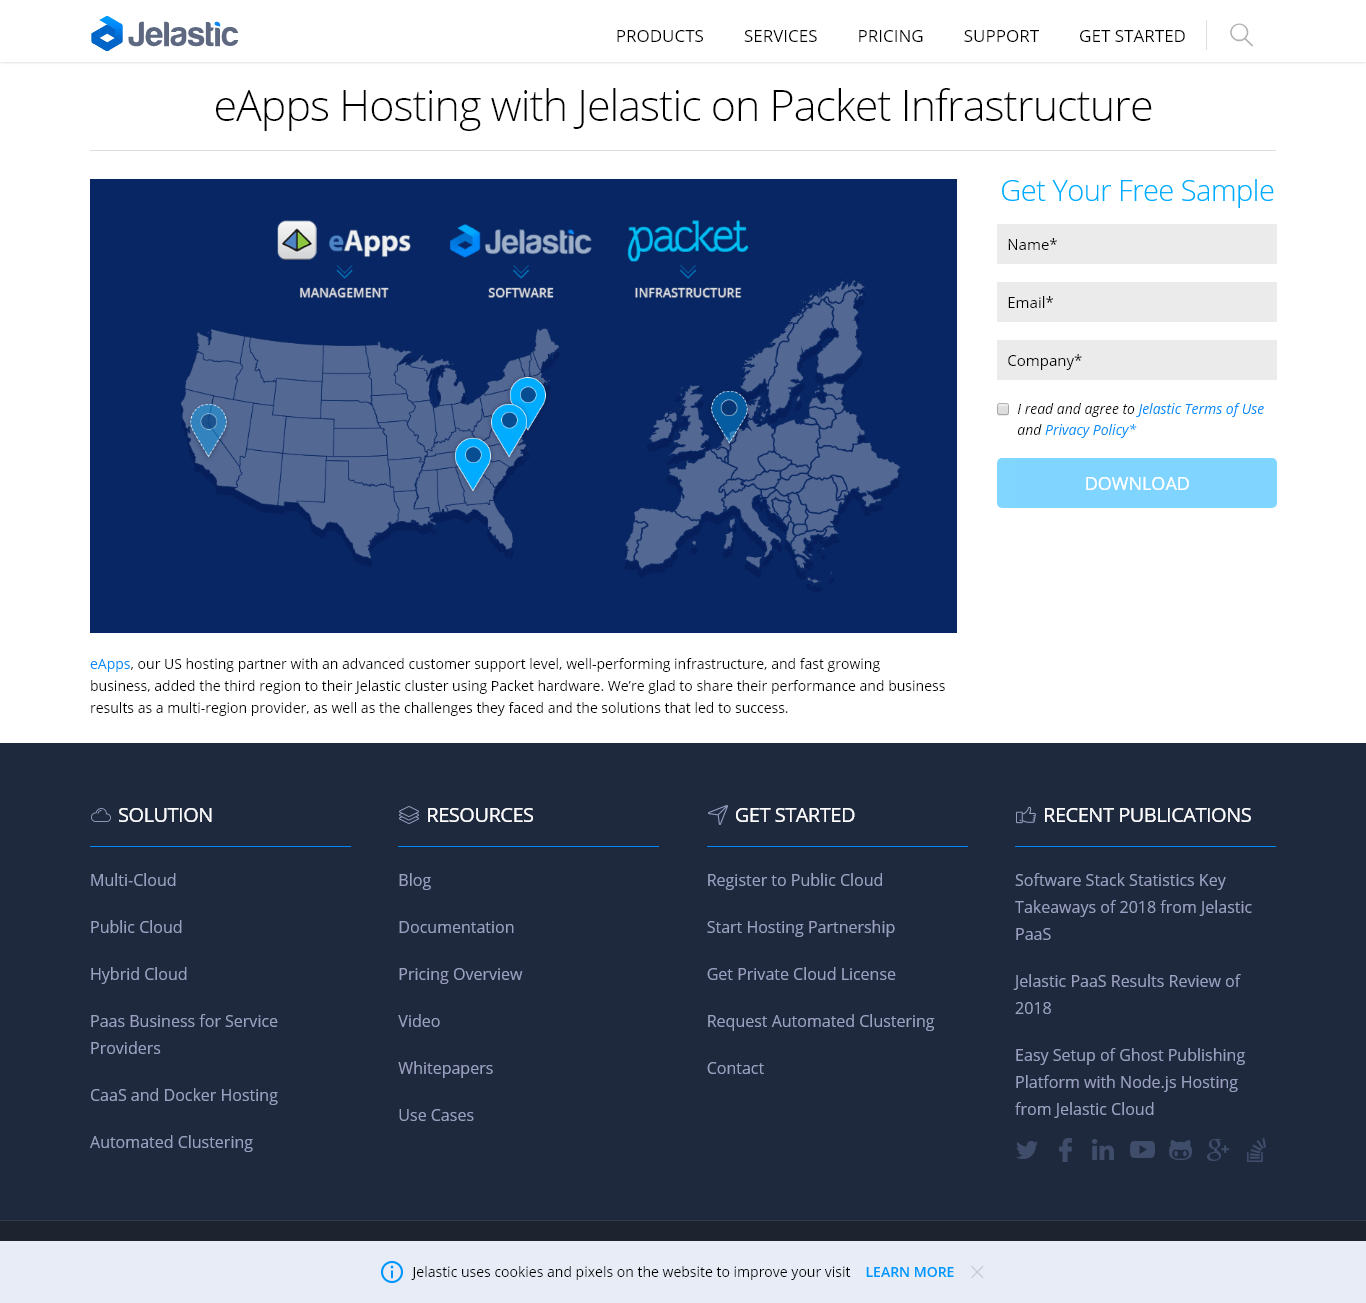 Jelastic
PRODUCTS SERVICES PRICING SUPPORT GET STARTED
eApps Hosting with Jelastic on Packet Infrastructure
eApps Jelastic packet
MANAGEMENT SOFTWARE INFRASTRUCTURE
Get Your Free Sample
Name*
Email*
Company*
I read and agree to Jelastic Terms of Use
and Privacy Policy*
DOWNLOAD
eApps, our US hosting partner with an advanced customer support level, well-performing infrastructure, and fast growing
business, added the third region to their Jelastic cluster using Packet hardware. We’re glad to share their performance and business
results as a multi-region provider, as well as the challenges they faced and the solutions that led to success.
SOLUTION
Multi-Cloud
Public Cloud
Hybrid Cloud
Paas Business for Service
Providers
CaaS and Docker Hosting
Automated Clustering
RESOURCES
Blog
Documentation
Pricing Overview
Video
Whitepapers
Use Cases
GET STARTED
Register to Public Cloud
Start Hosting Partnership
Get Private Cloud License
Request Automated Clustering
Contact
RECENT PUBLICATIONS
Software Stack Statistics Key
Takeaways of 2018 from Jelastic
PaaS
Jelastic PaaS Results Review of
2018
Easy Setup of Ghost Publishing
Platform with Node.js Hosting
from Jelastic Cloud
Jelastic uses cookies and pixels on the website to improve your visit LEARN MORE